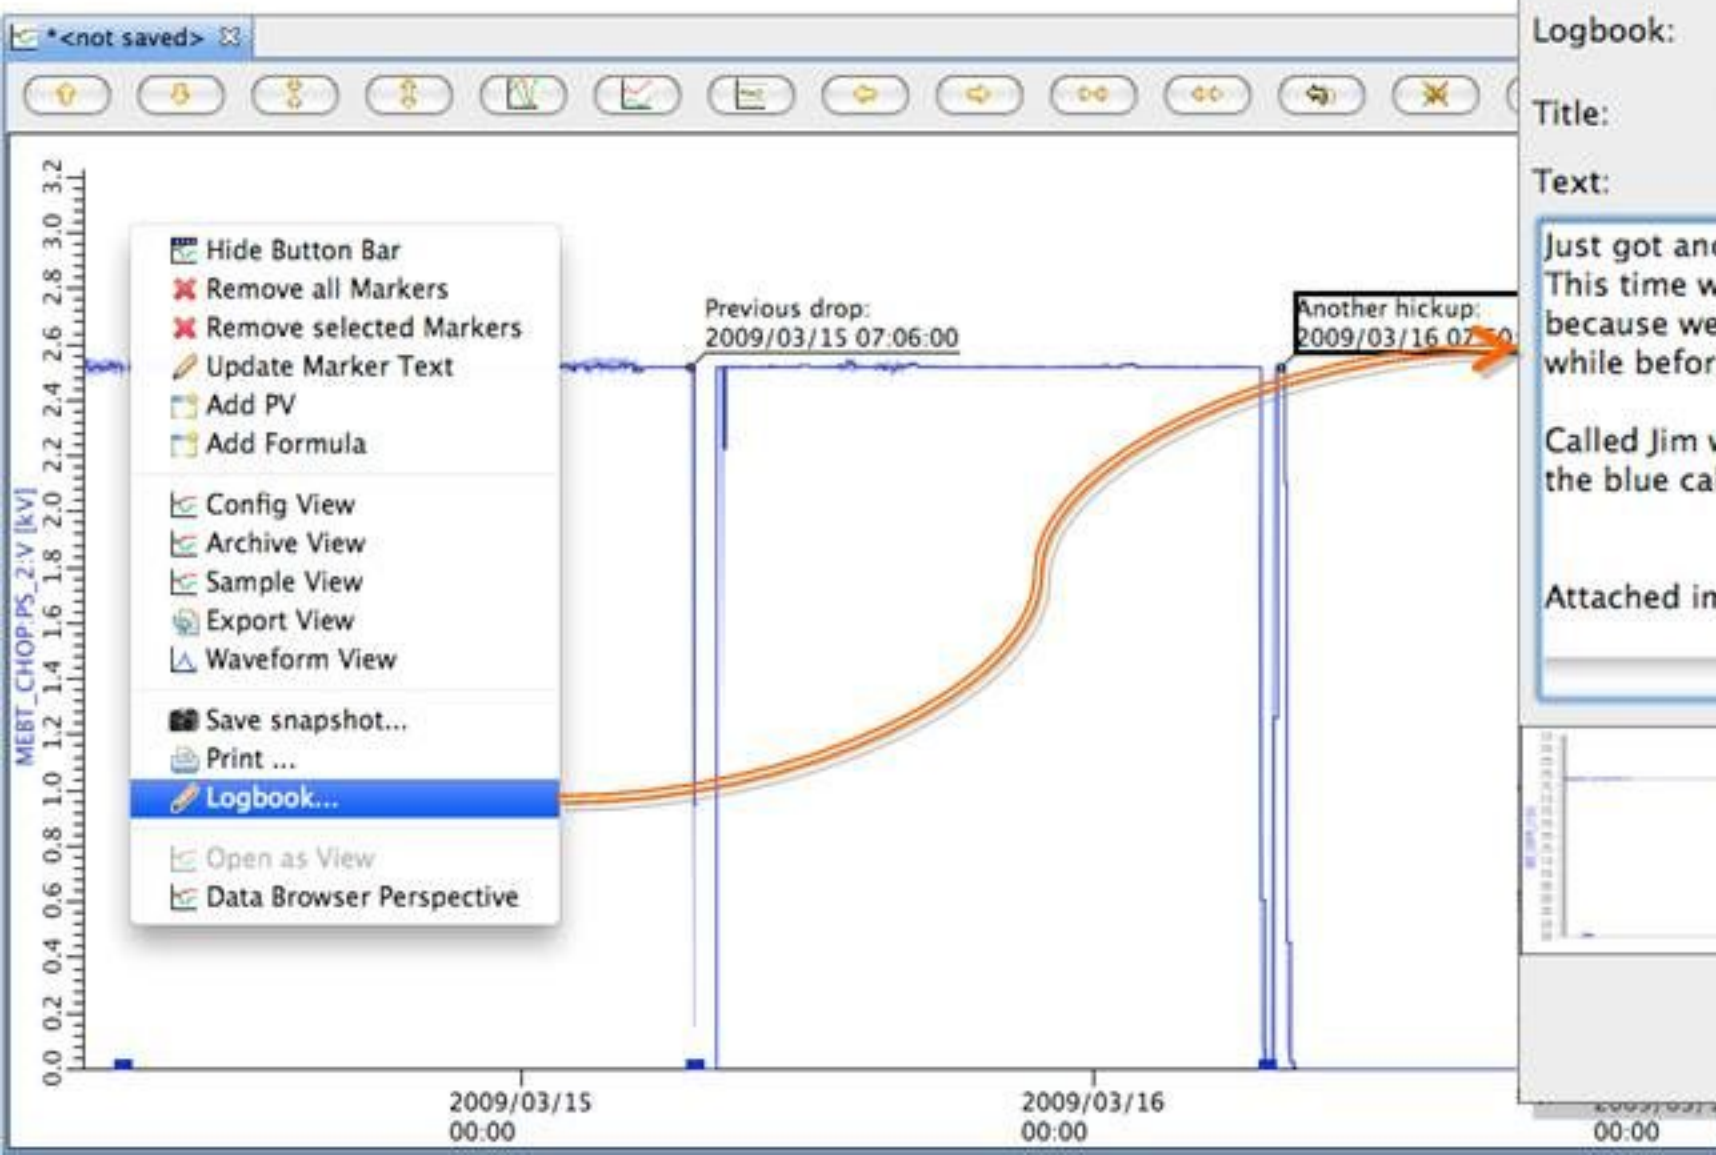 *<not saved>
3.2
3.0
2.8
2.6
2.4
2.2
2.0
1.8
1.6
1.4
1.2
1.0
0.8
0.6
0.4
0.2
0.0
MEBT_CHOP:PS_2:V [kV]
Hide Button Bar
Remove all Markers
Remove selected Markers
Update Marker Text
Add PV
Add Formula
Config View
Archive View
Sample View
Export View
Waveform View
Save snapshot...
Print ...
Logbook...
Open as View
Data Browser Perspective
Previous drop:
2009/03/15 07:06:00
Another hickup:
2009/03/16
2009/03/15
00:00
2009/03/16
00:00
00:00
Logbook:
Title:
Text:
Just got
This time
because we
while
Called Jim
the blue
Attached